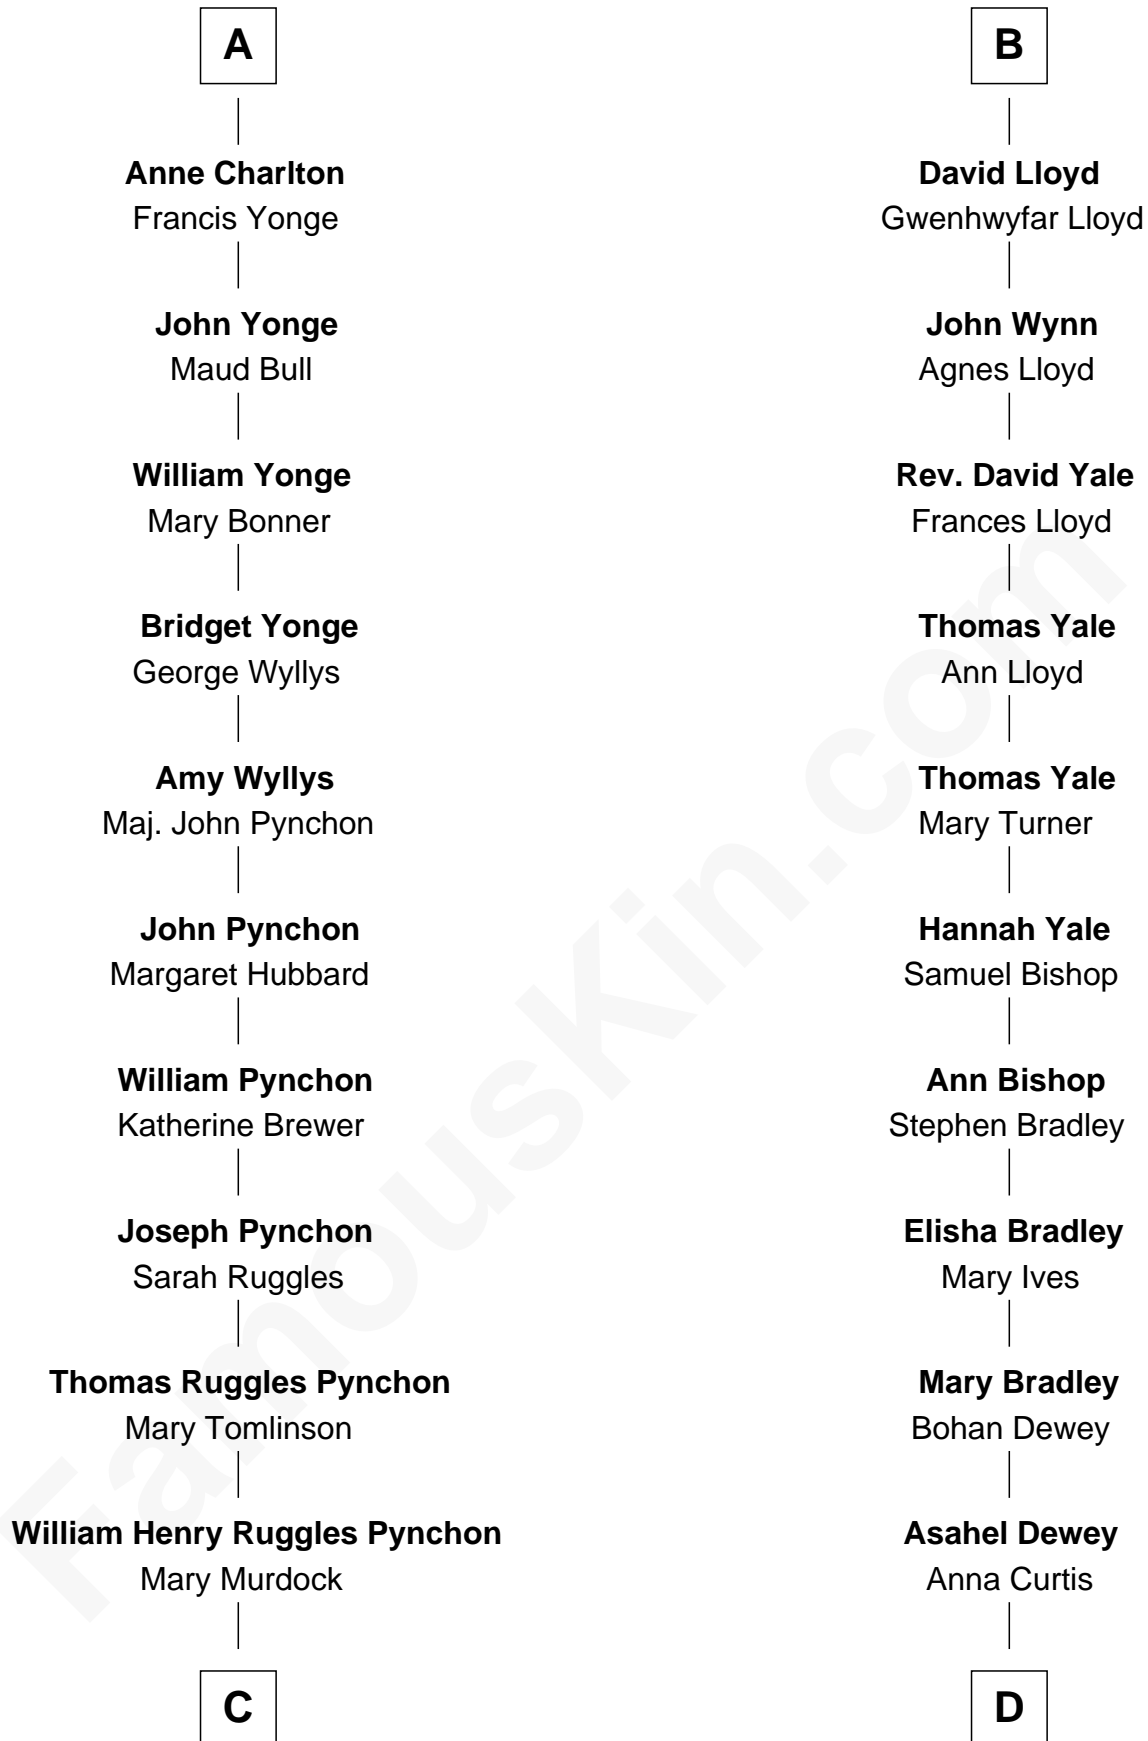 A
Anne Charlton
Francis Yonge
John Yonge
Maud Bull
William Yonge
Mary Bonner
Bridget Yonge
George Wyllys
Amy Wyllys
Maj. John Pynchon
John Pynchon
Margaret Hubbard
William Pynchon
Katherine Brewer
Joseph Pynchon
Sarah Ruggles
Thomas Ruggles Pynchon
Mary Tomlinson
William Henry Ruggles Pynchon
Mary Murdock
C
B
David Lloyd
Gwenhwyfar Lloyd
John Wynn
Agnes Lloyd
Rev. David Yale
Frances Lloyd
Thomas Yale
Ann Lloyd
Thomas Yale
Mary Turner
Hannah Yale
Samuel Bishop
Ann Bishop
Stephen Bradley
Elisha Bradley
Mary Ives
Mary Bradley
Bohan Dewey
Asahel Dewey
Anna Curtis
D
FamousKin.com